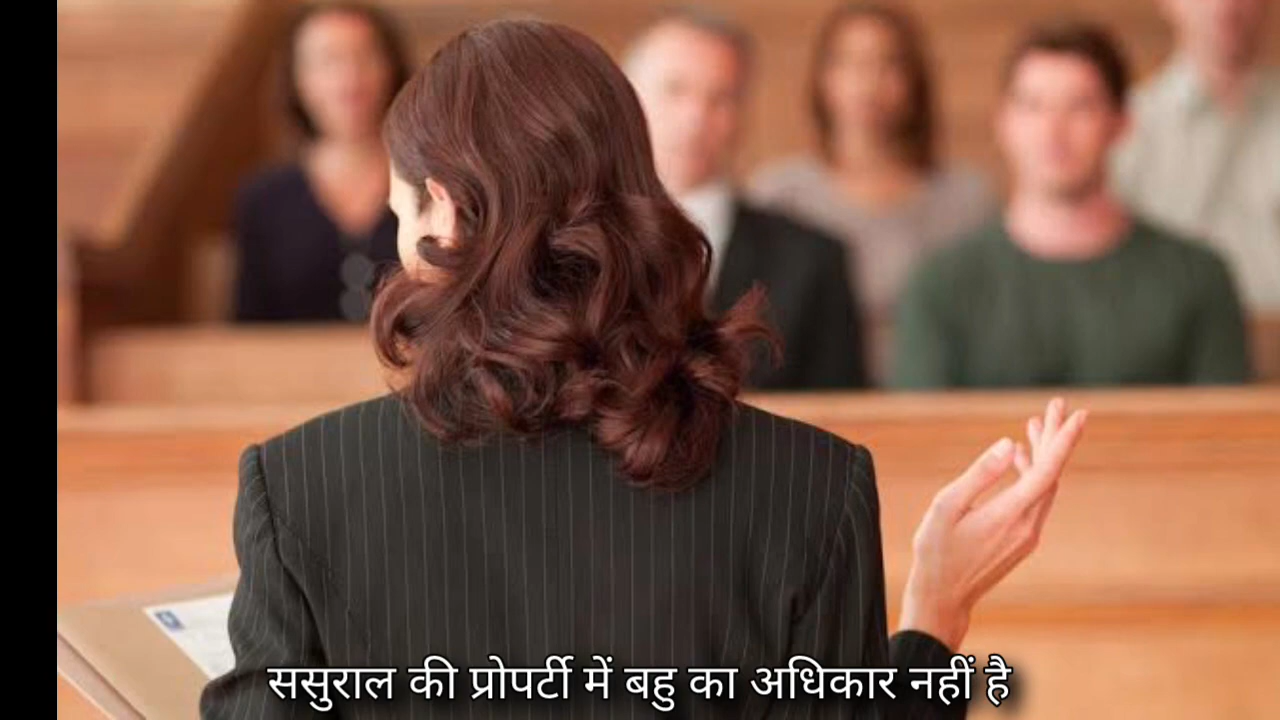 ससुराल की प्रोपर्टी में बहु का अधिकार नहीं है